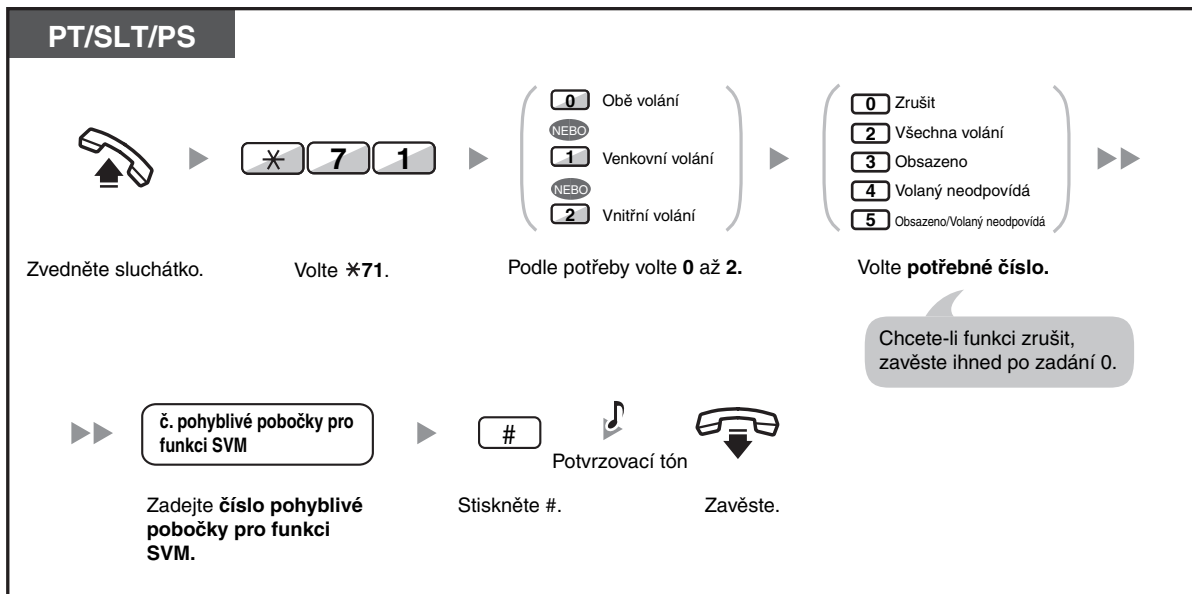 PT/SLT/PS
0 Obě volání
NEBO
1 Venkovní volání
NEBO
2 Vnitřní volání
0 Zrušit
2 Všechna volání
3 Obsazeno
4 Volaný neodpovídá
5 Obsazeno/Volaný neodpovídá
✳ 7 1
Zvedněte sluchátko.
Volte ✳71.
Podle potřeby volte 0 až 2.
Volte potřebné číslo.
Chcete-li funkci zrušit,
zavěste ihned po zadání 0.
č. pohyblivé pobočky pro
funkci SVM
#
Potvrzovací tón
Zadejte číslo pohyblivé
pobočky pro funkci
SVM.
Stiskněte #.
Zavěste.